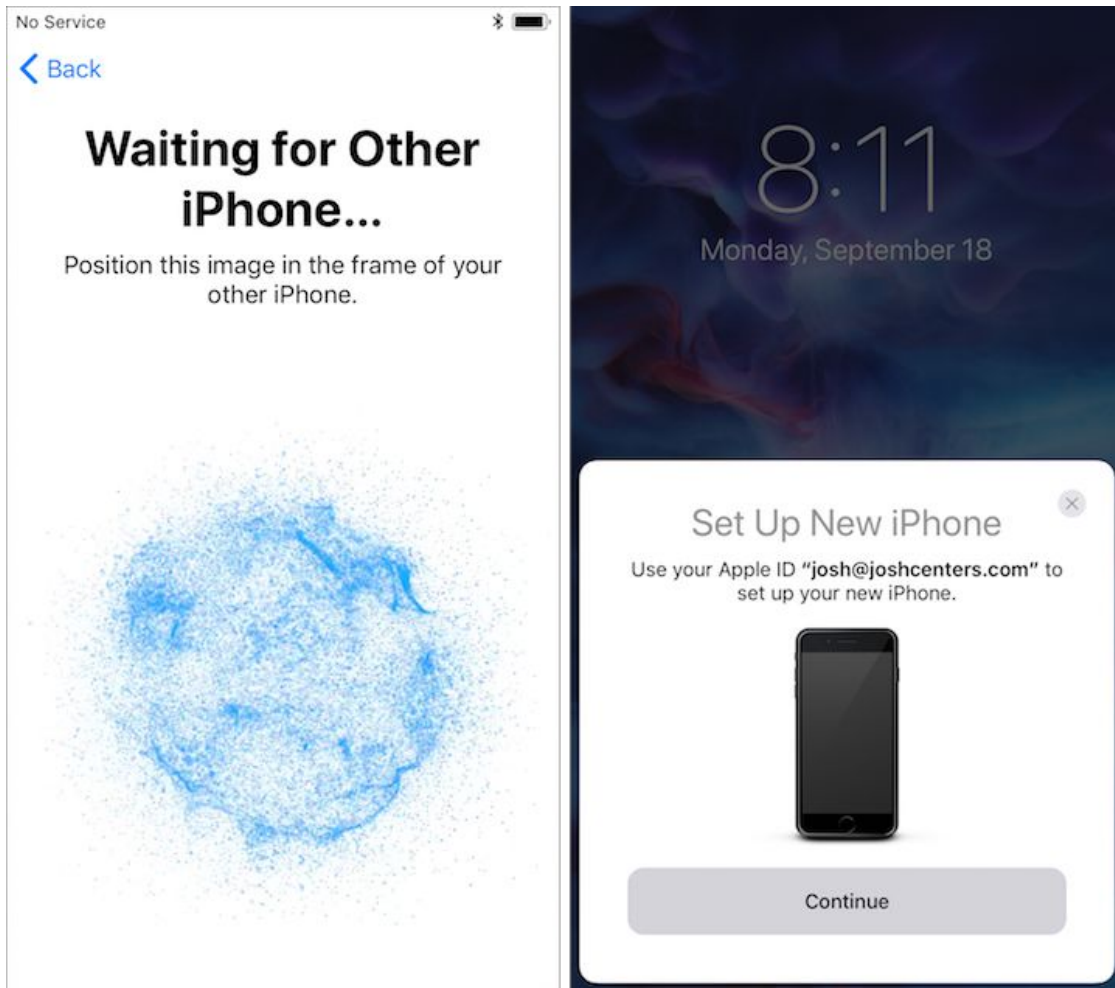 No Service
Back
Waiting for Other
iPhone...
Position this image in the frame of your
other iPhone.
8:11
Monday, September 18
Set Up New iPhone
Use your Apple ID “josh@joshcenters.com” to
set up your new iPhone.
Continue